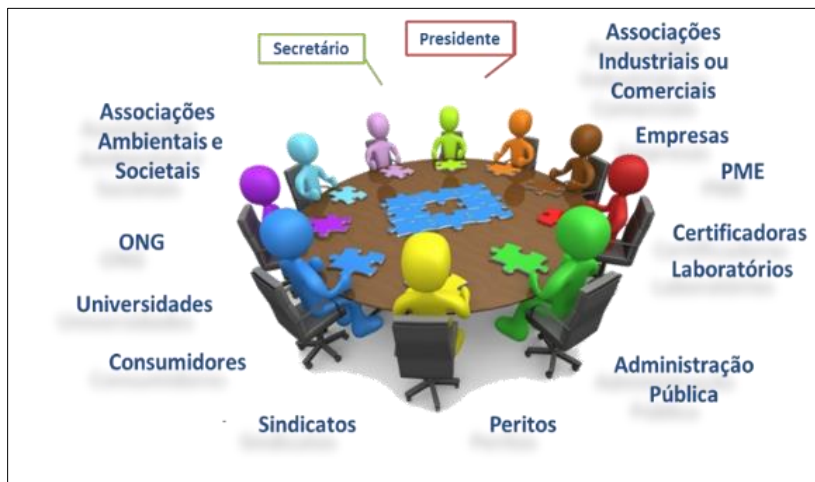 Secretário
Presidente
Associações
Industriais ou
Comerciais
Associações
Ambientais e
Societais
Empresas
PME
ONG
Certificadoras
Laboratórios
Universidades
Consumidores
Administração
Pública
Sindicatos
Peritos